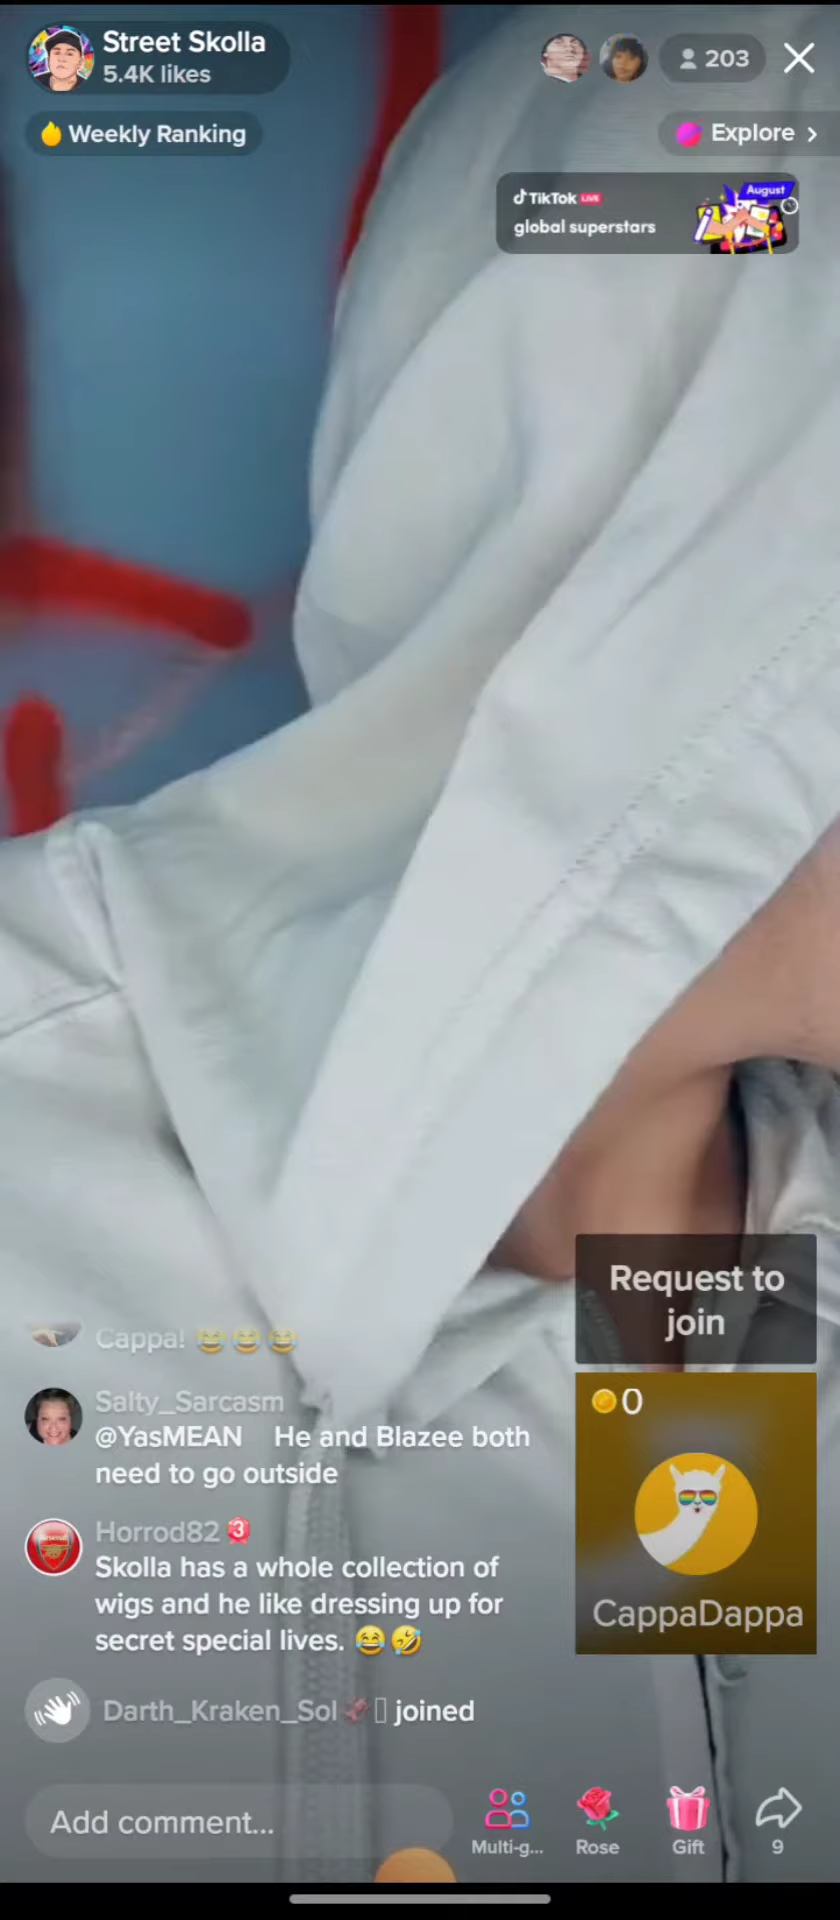 Street Skolla
5.4K likes
203
Weekly Ranking
Explore
TikTok LIVE
August
global superstars
Request to
join
Cappa! 😂😂😂
Salty_Sarcasm
@YasMEAN He and Blazee both
need to go outside
0
Horrod82 3
Skolla has a whole collection of
wigs and he like dressing up for
secret special lives. 😂🤣
CappaDappa
Darth_Kraken_Sol joined
Add comment...
Multi-g...
Rose
Gift
9